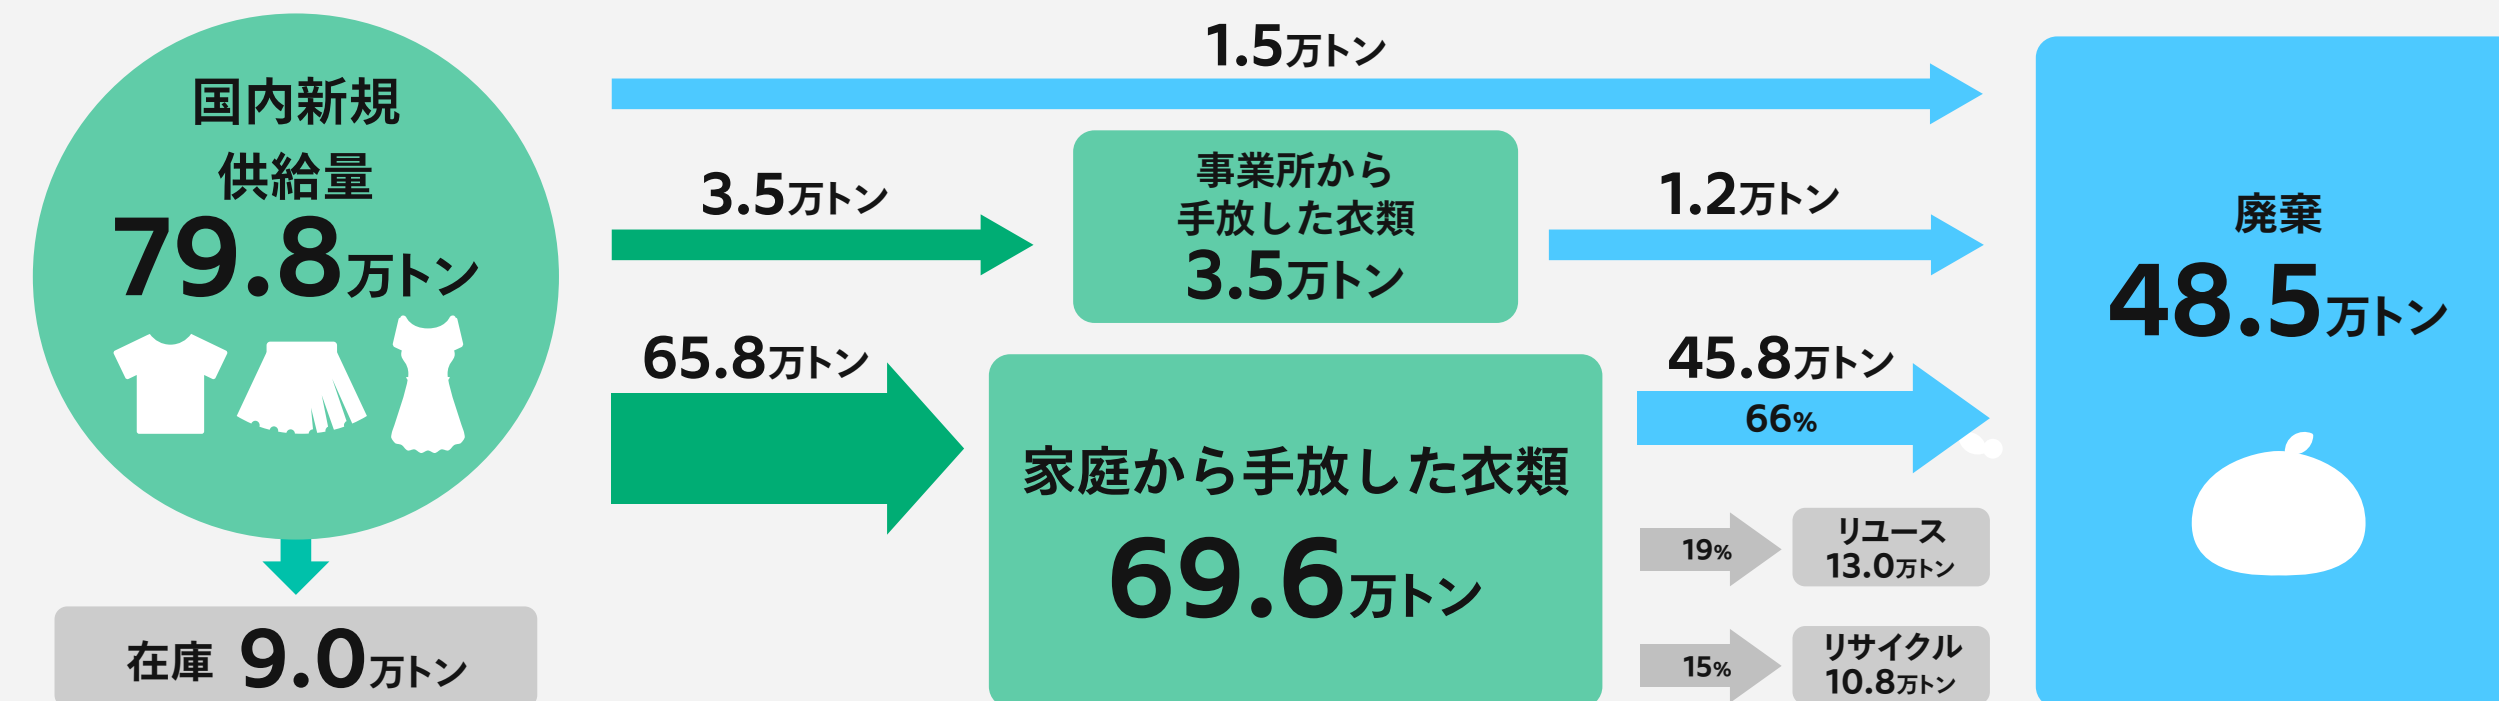 国内新規
供給量
79.8万トン
在庫 9.0万トン
1.5万トン
3.5万トン
事業所から
手放した衣類
3.5万トン
1.2万トン
65.8万トン
家庭から手放した衣類
69.6万トン
45.8万トン
66%
19%
リユース
13.0万トン
15%
リサイクル
10.8万トン
廃棄
48.5万トン